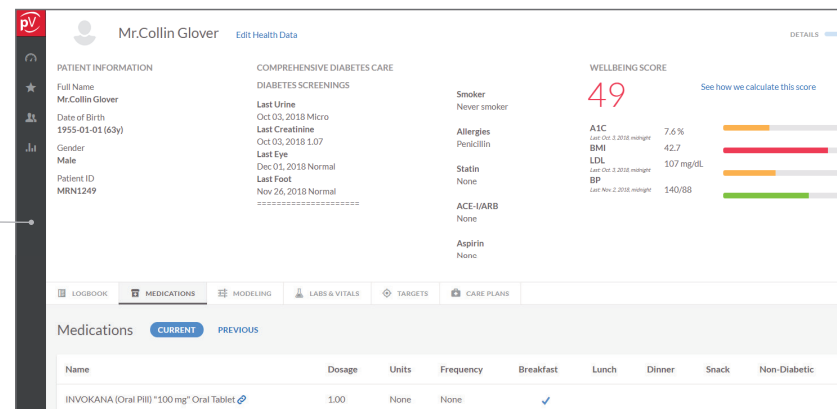 pV
Mr.Collin Glover Edit Health Data
DETAILS
PATIENT INFORMATION
Full Name
Mr.Collin Glover
Date of Birth
1955-01-01 (63y)
Gender
Male
Patient ID
MRN1249
COMPREHENSIVE DIABETES CARE
DIABETES SCREENINGS
Last Urine
Oct 03, 2018 Micro
Last Creatinine
Oct 03, 2018 1.07
Last Eye
Dec 01, 2018 Normal
Last Foot
Nov 26, 2018 Normal
=====================
Smoker
Never smoker
Allergies
Penicillin
Statin
None
ACE-I/ARB
None
Aspirin
None
WELLBEING SCORE
49 See how we calculate this score
A1C 7.6 %
Last: Oct. 3, 2018, midnight
BMI 42.7
LDL 107 mg/dL
Last: Oct. 3, 2018, midnight
BP 140/88
Last: Nov. 2, 2018, midnight
LOGBOOK MEDICATIONS MODELING LABS & VITALS TARGETS CARE PLANS
Medications CURRENT PREVIOUS
Name Dosage Units Frequency Breakfast Lunch Dinner Snack Non-Diabetic
INVOKANA (Oral Pill) "100 mg" Oral Tablet 1.00 None None ✓